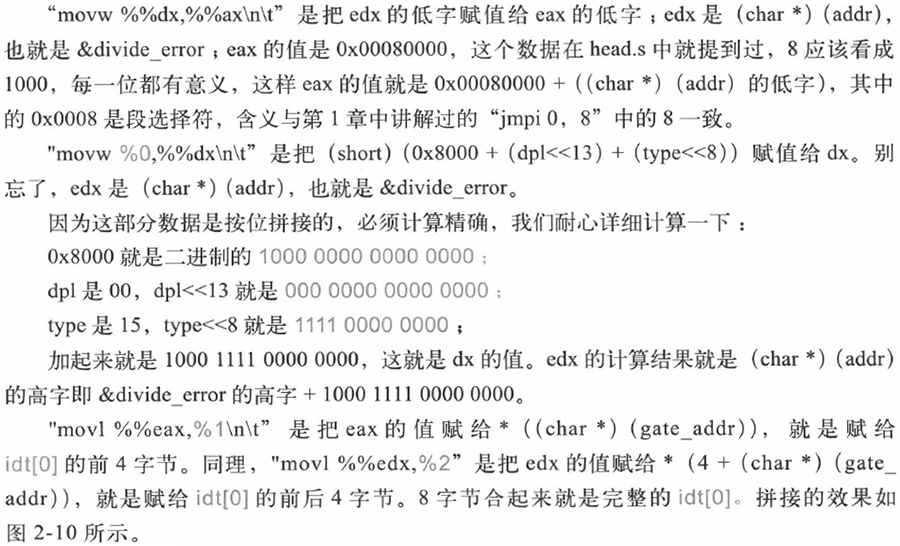 “movw %%dx,%%ax\n\t” 是把 edx 的低字赋值给 eax 的低字 ; edx 是 (char *) (addr),
也就是 &divide_error ; eax 的值是 0x00080000, 这个数据在 head.s 中就提到过, 8 应该看成
1000, 每一位都有意义, 这样 eax 的值就是 0x00080000 + ((char *) (addr) 的低字), 其中
的 0x0008 是段选择符, 含义与第 1 章中讲解过的 “jmpi 0, 8” 中的 8 一致。
"movw %0,%%dx\n\t” 是把 (short) (0x8000 + (dpl<<13) + (type<<8)) 赋值给 dx。别
忘了, edx 是 (char *) (addr), 也就是 &divide_error。
因为这部分数据是按位拼接的, 必须计算精确, 我们耐心详细计算一下 :
0x8000 就是二进制的 1000 0000 0000 0000 ;
dpl 是 00, dpl<<13 就是 000 0000 0000 0000 ;
type 是 15, type<<8 就是 1111 0000 0000 ;
加起来就是 1000 1111 0000 0000, 这就是 dx 的值。edx 的计算结果就是 (char *) (addr)
的高字即 &divide_error 的高字 + 1000 1111 0000 0000。
"movl %%eax,%1\n\t” 是把 eax 的值赋给 * ((char *) (gate_addr)), 就是赋给
idt[0] 的前 4 字节。同理, "movl %%edx,%2” 是把 edx 的值赋给 * (4 + (char *) (gate_
addr)), 就是赋给 idt[0] 的前后 4 字节。8 字节合起来就是完整的 idt[0]。拼接的效果如
图 2-10 所示。